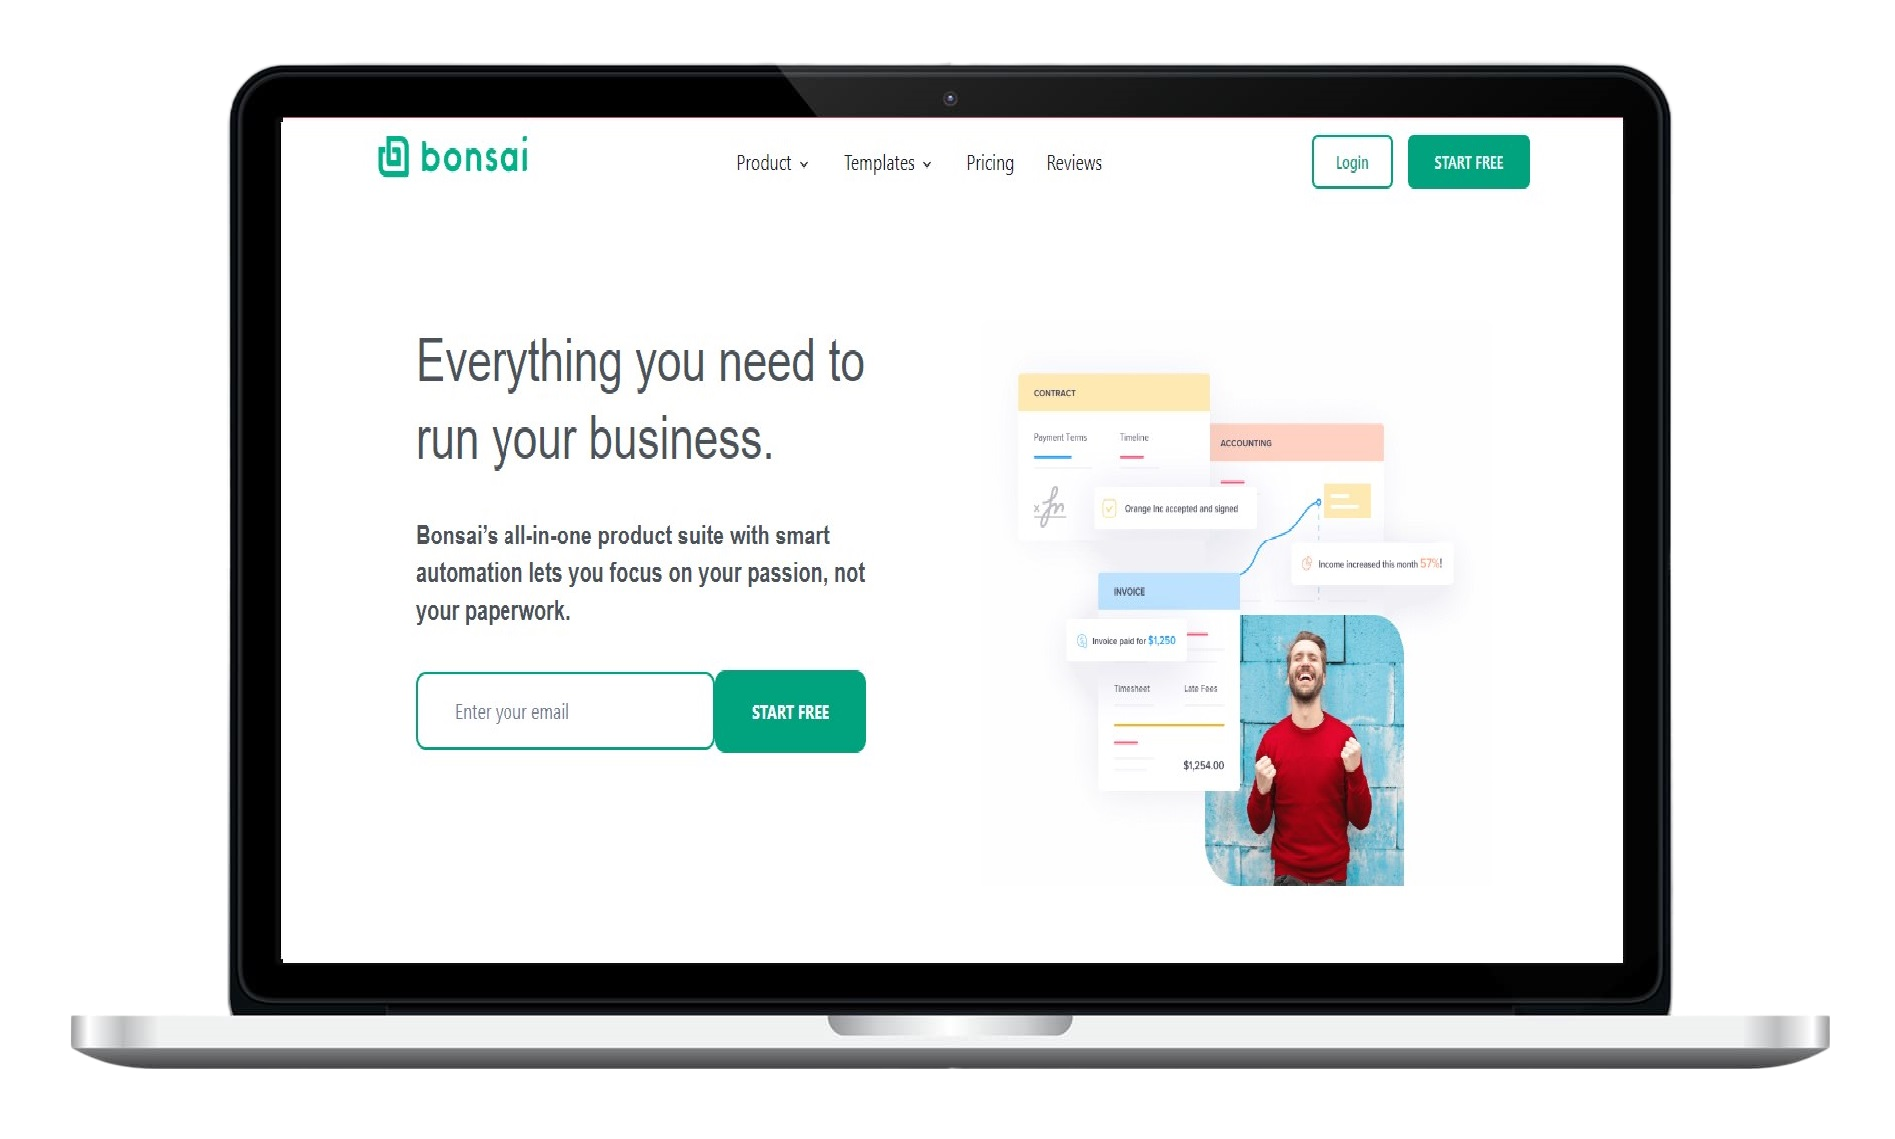 bonsai
Product
Templates
Pricing
Reviews
Login
START FREE
Everything you need to
run your business.
Bonsai’s all-in-one product suite with smart
automation lets you focus on your passion, not
your paperwork.
Enter your email
START FREE
CONTRACT
Payment Terms
Timeline
ACCOUNTING
x
Orange Inc accepted and signed
Income increased this month 57%!
INVOICE
Invoice paid for $1,250
Timesheet
Late Fees
$1,254.00